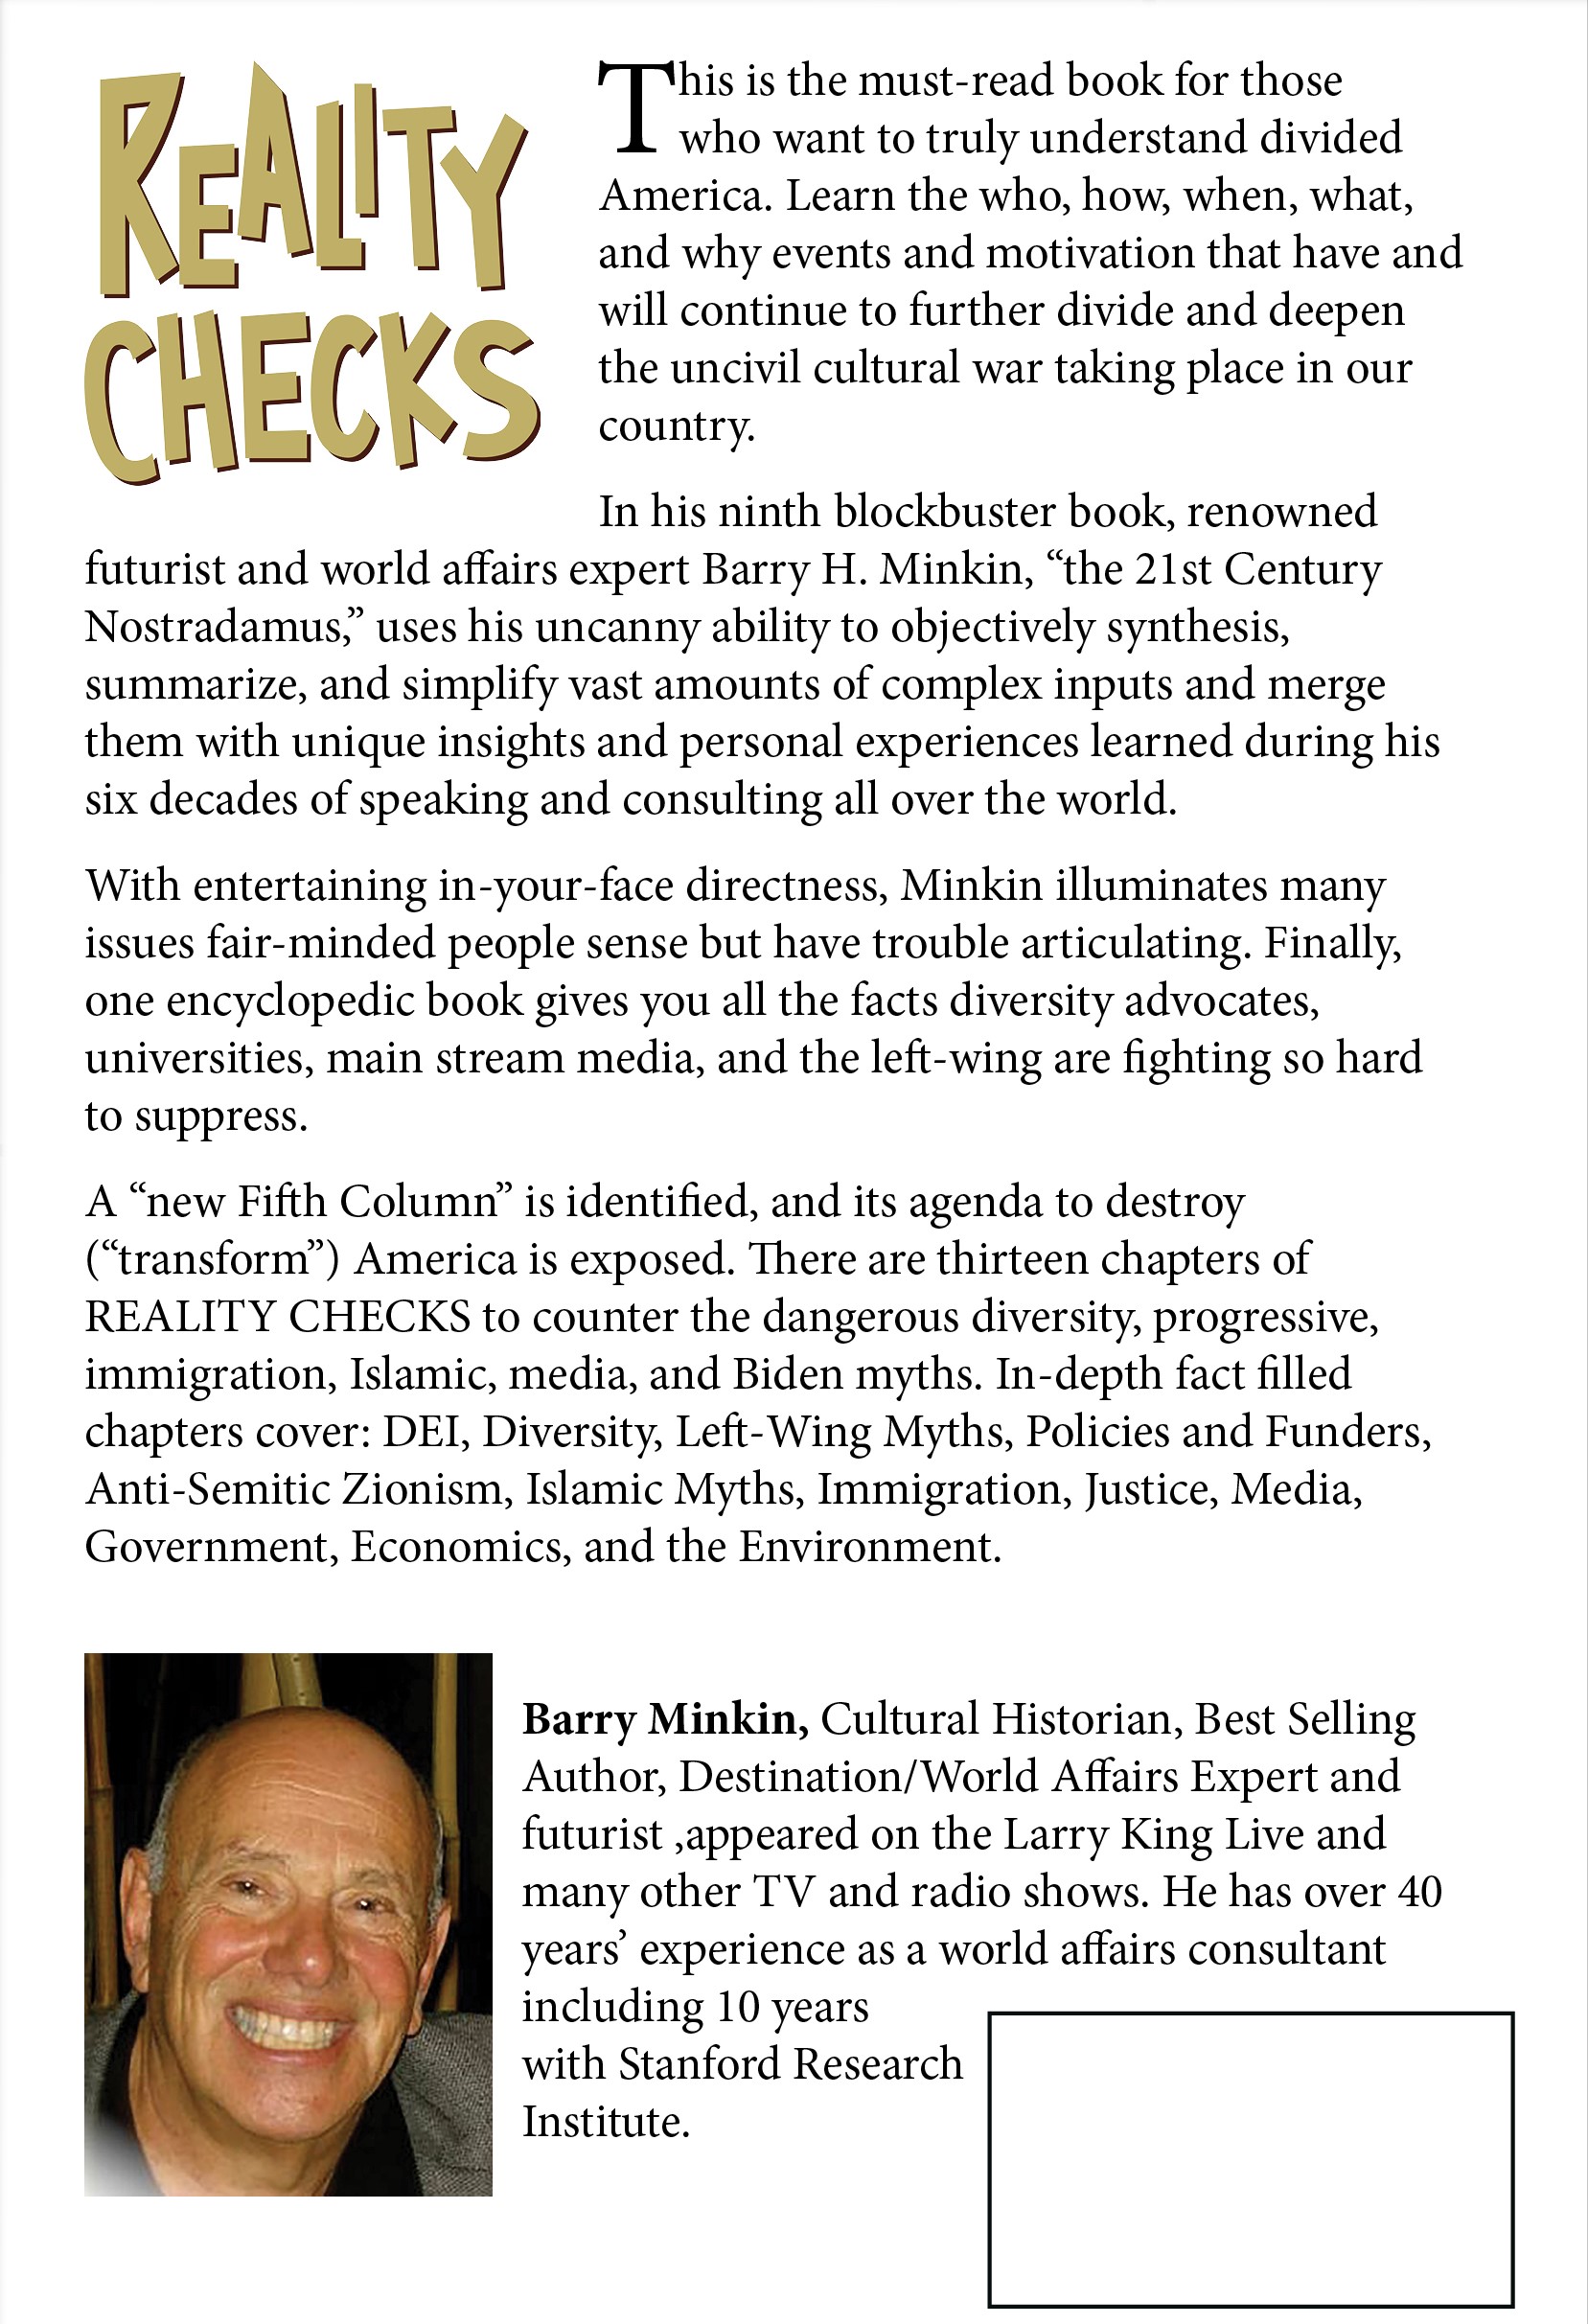 REALITY
CHECKS
This is the must-read book for those
who want to truly understand divided
America. Learn the who, how, when, what,
and why events and motivation that have and
will continue to further divide and deepen
the uncivil cultural war taking place in our
country.
In his ninth blockbuster book, renowned
futurist and world affairs expert Barry H. Minkin, “the 21st Century
Nostradamus,” uses his uncanny ability to objectively synthesis,
summarize, and simplify vast amounts of complex inputs and merge
them with unique insights and personal experiences learned during his
six decades of speaking and consulting all over the world.
With entertaining in-your-face directness, Minkin illuminates many
issues fair-minded people sense but have trouble articulating. Finally,
one encyclopedic book gives you all the facts diversity advocates,
universities, main stream media, and the left-wing are fighting so hard
to suppress.
A “new Fifth Column” is identified, and its agenda to destroy
(“transform”) America is exposed. There are thirteen chapters of
REALITY CHECKS to counter the dangerous diversity, progressive,
immigration, Islamic, media, and Biden myths. In-depth fact filled
chapters cover: DEI, Diversity, Left-Wing Myths, Policies and Funders,
Anti-Semitic Zionism, Islamic Myths, Immigration, Justice, Media,
Government, Economics, and the Environment.
Barry Minkin, Cultural Historian, Best Selling
Author, Destination/World Affairs Expert and
futurist ,appeared on the Larry King Live and
many other TV and radio shows. He has over 40
years’ experience as a world affairs consultant
including 10 years
with Stanford Research
Institute.